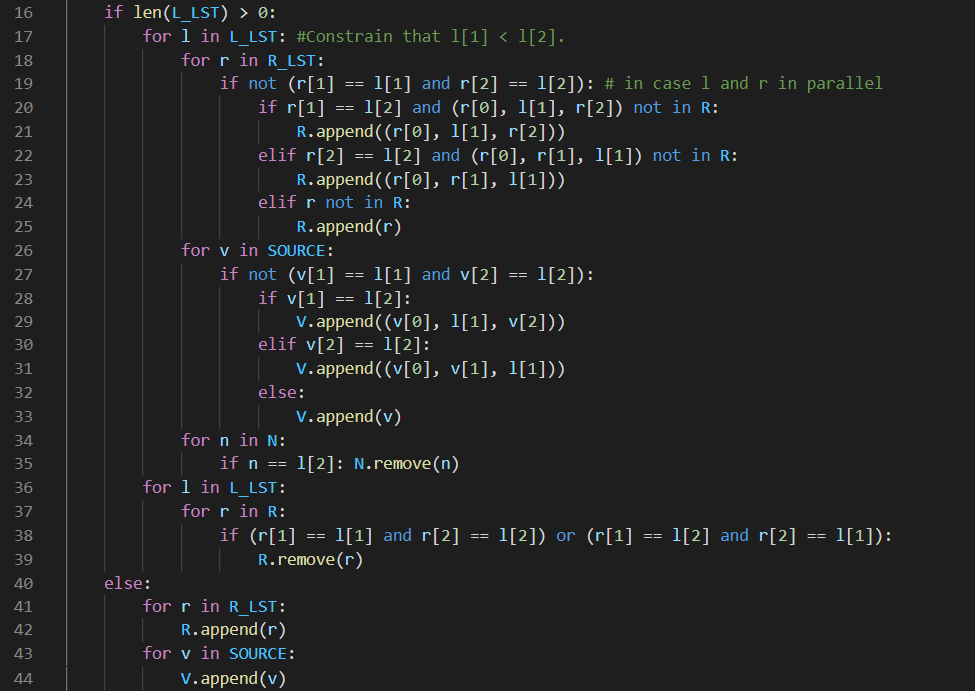 16 if len(L_LST) > 0:
17 for l in L_LST: #Constrain that l[1] < l[2].
18 for r in R_LST:
19 if not (r[1] == l[1] and r[2] == l[2]): # in case l and r in parallel
20 if r[1] == l[2] and (r[0], l[1], r[2]) not in R:
21 R.append((r[0], l[1], r[2]))
22 elif r[2] == l[2] and (r[0], r[1], l[1]) not in R:
23 R.append((r[0], r[1], l[1]))
24 elif r not in R:
25 R.append(r)
26 for v in SOURCE:
27 if not (v[1] == l[1] and v[2] == l[2]):
28 if v[1] == l[2]:
29 V.append((v[0], l[1], v[2]))
30 elif v[2] == l[2]:
31 V.append((v[0], v[1], l[1]))
32 else:
33 V.append(v)
34 for n in N:
35 if n == l[2]: N.remove(n)
36 for l in L_LST:
37 for r in R:
38 if (r[1] == l[1] and r[2] == l[2]) or (r[1] == l[2] and r[2] == l[1]):
39 R.remove(r)
40 else:
41 for r in R_LST:
42 R.append(r)
43 for v in SOURCE:
44 V.append(v)